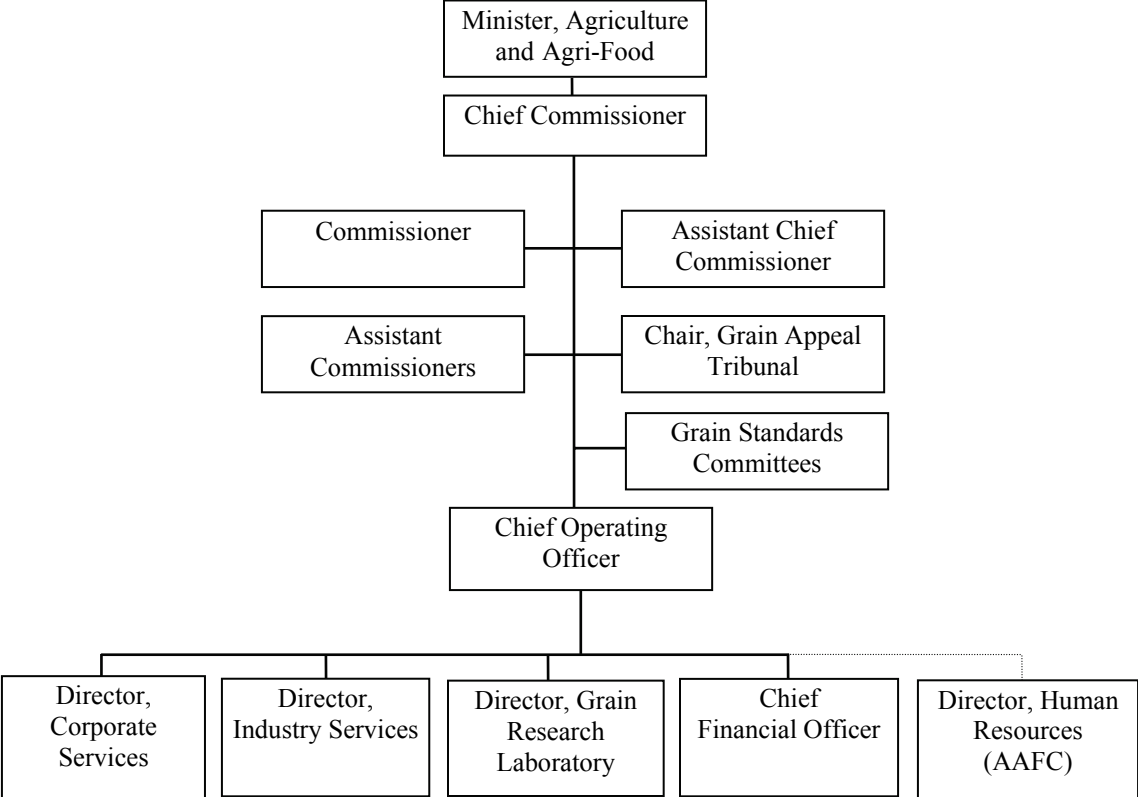 Minister, Agriculture
and Agri-Food
Chief Commissioner
Commissioner
Assistant Chief
Commissioner
Assistant
Commissioners
Chair, Grain Appeal
Tribunal
Grain Standards
Committees
Chief Operating
Officer
Director,
Corporate
Services
Director,
Industry Services
Director, Grain
Research
Laboratory
Chief
Financial Officer
Director, Human
Resources
(AAFC)